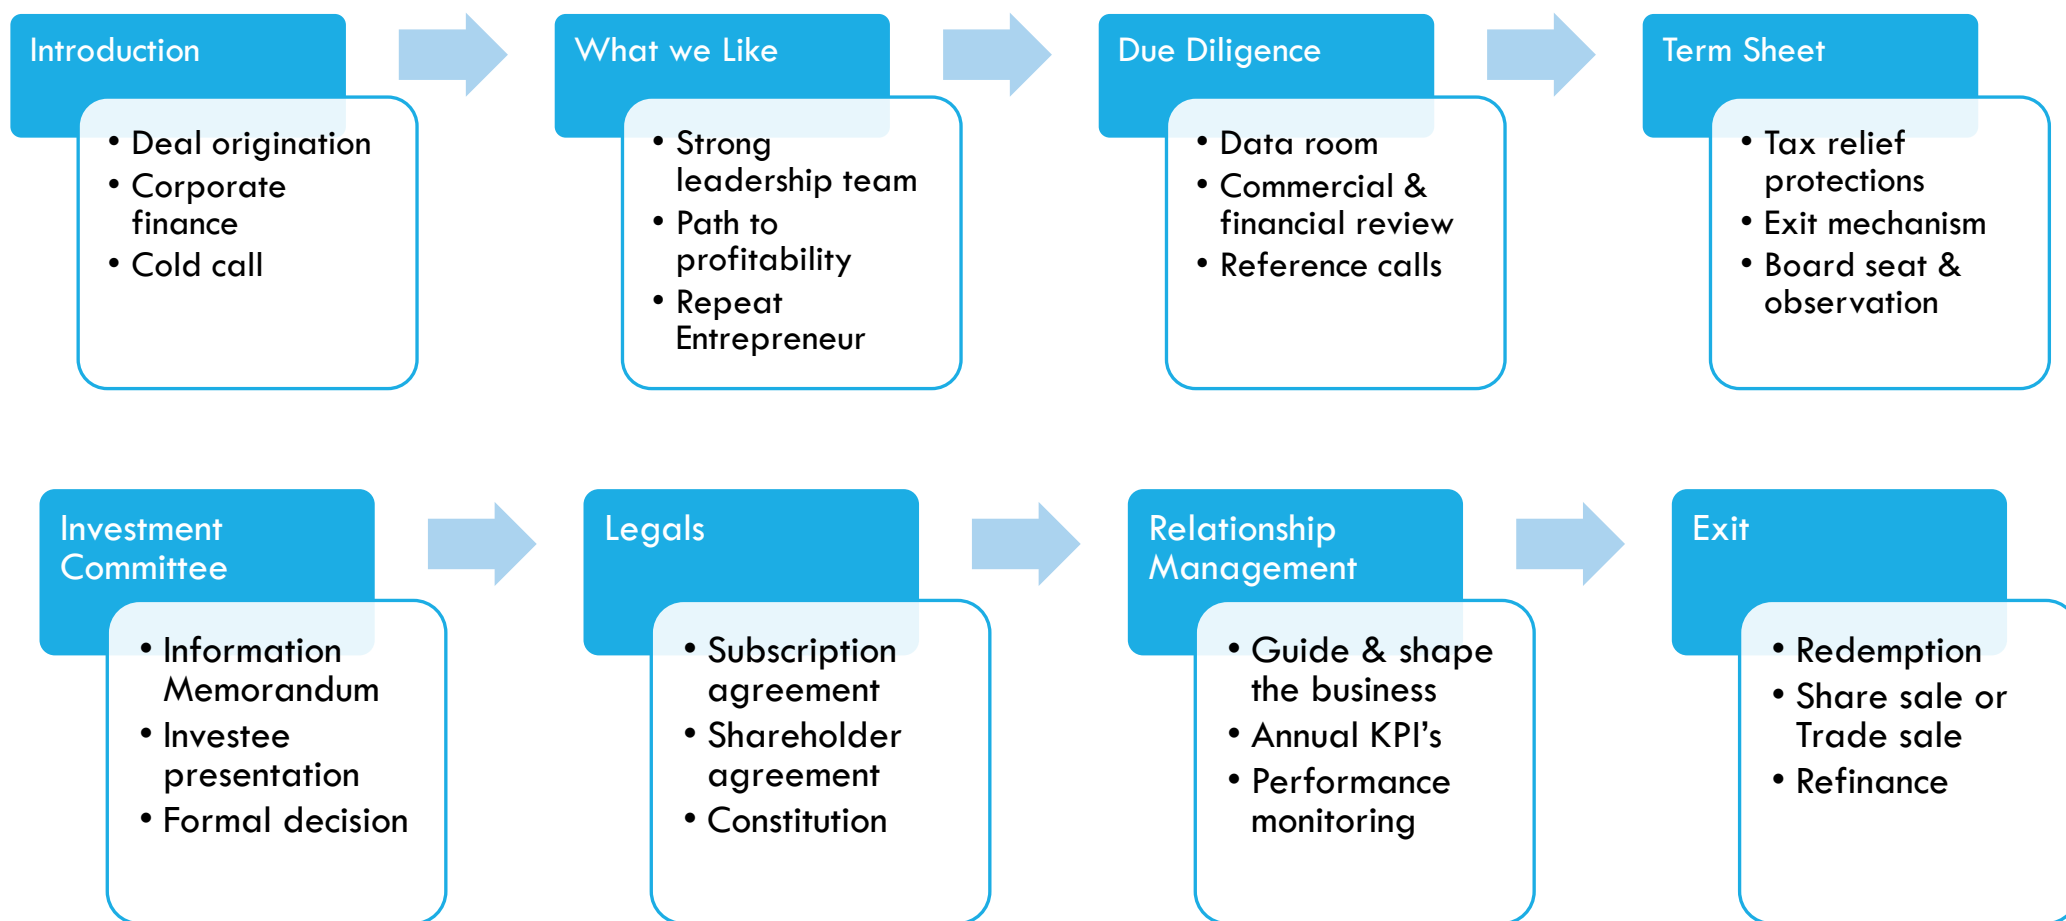 Introduction
• Deal origination
• Corporate
finance
• Cold call
What we Like
• Strong
leadership team
• Path to
profitability
• Repeat
Entrepreneur
Due Diligence
• Data room
• Commercial &
financial review
• Reference calls
Term Sheet
• Tax relief
protections
• Exit mechanism
• Board seat &
observation
Investment
Committee
• Information
Memorandum
• Investee
presentation
• Formal decision
Legals
• Subscription
agreement
• Shareholder
agreement
• Constitution
Relationship
Management
• Guide & shape
the business
• Annual KPI’s
• Performance
monitoring
Exit
• Redemption
• Share sale or
Trade sale
• Refinance